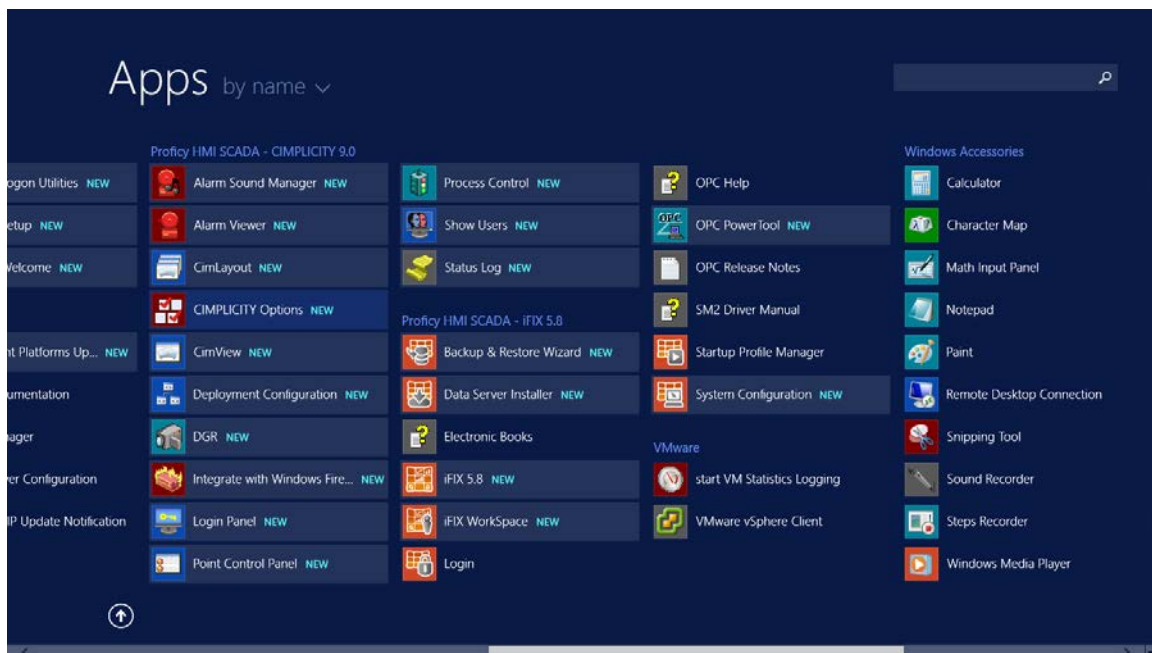 Apps by name
ogon Utilities NEW
etup NEW
Welcome NEW
nt Platforms Up... NEW
umentation
nager
er Configuration
IP Update Notification
Proficy HMI SCADA - CIMPLICITY 9.0
Alarm Sound Manager NEW
Alarm Viewer NEW
CimLayout NEW
CIMPLICITY Options NEW
CimView NEW
Deployment Configuration NEW
DGR NEW
Integrate with Windows Fire... NEW
Login Panel NEW
Point Control Panel NEW
Process Control NEW
Show Users NEW
Status Log NEW
Proficy HMI SCADA - iFIX 5.8
Backup & Restore Wizard NEW
Data Server Installer NEW
Electronic Books
iFIX 5.8 NEW
iFIX WorkSpace NEW
Login
OPC Help
OPC PowerTool NEW
OPC Release Notes
SM2 Driver Manual
Startup Profile Manager
System Configuration NEW
VMware
start VM Statistics Logging
VMware vSphere Client
Windows Accessories
Calculator
Character Map
Math Input Panel
Notepad
Paint
Remote Desktop Connection
Snipping Tool
Sound Recorder
Steps Recorder
Windows Media Player